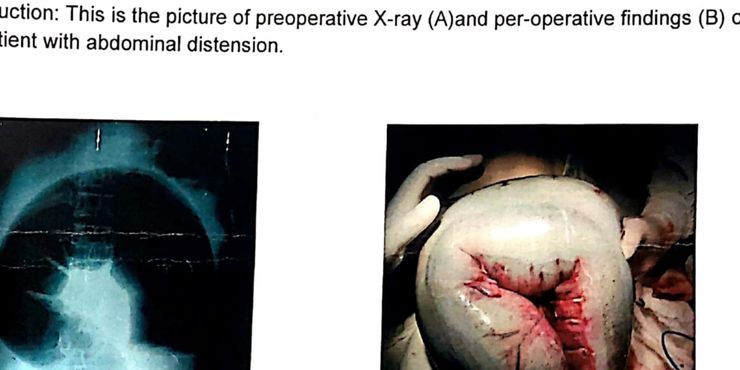 uction: This is the picture of preoperative X-ray (A)and per-operative findings (B)
tient with abdominal distension.